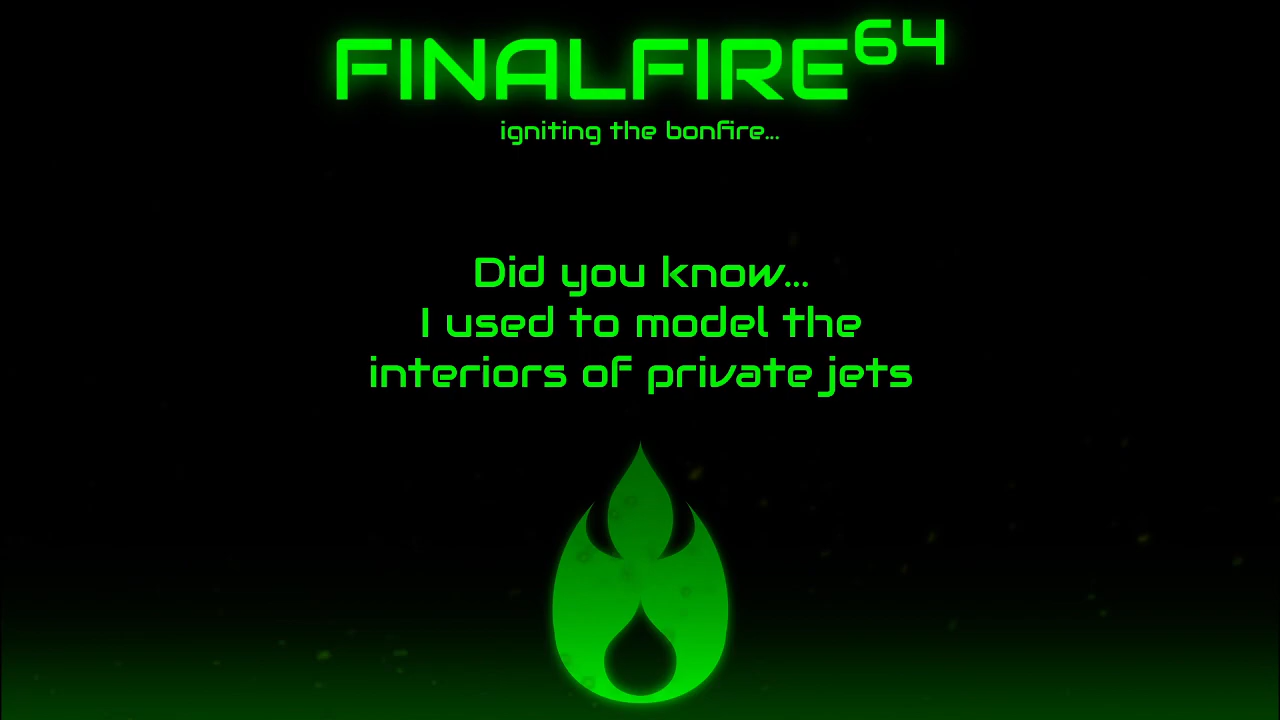 FINALFIRE64
igniting the bonfire...
Did you know...
I used to model the
interiors of private jets